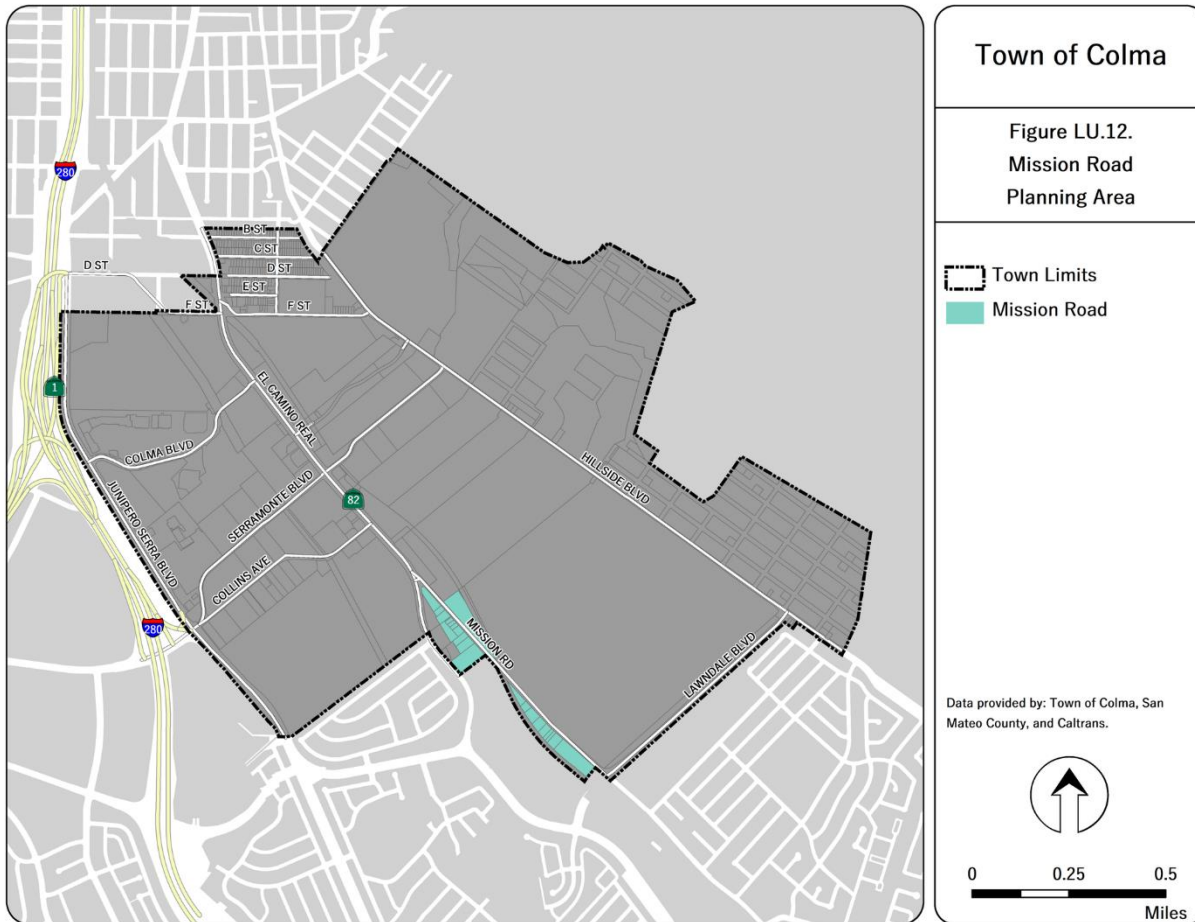 Town of Colma
Figure LU.12.
Mission Road
Planning Area
Town Limits
Mission Road
Data provided by: Town of Colma, San
Mateo County, and Caltrans.
0 0.25 0.5
Miles
280
B ST
C ST
D ST
D ST
E ST
F ST
F ST
1
EL CAMINO REAL
COLMA BLVD
HILLSIDE BLVD
JUNIPERO SERRA BLVD
SERRAMONTE BLVD
82
COLLINS AVE
280
MISSION RD
LAWNDALE BLVD